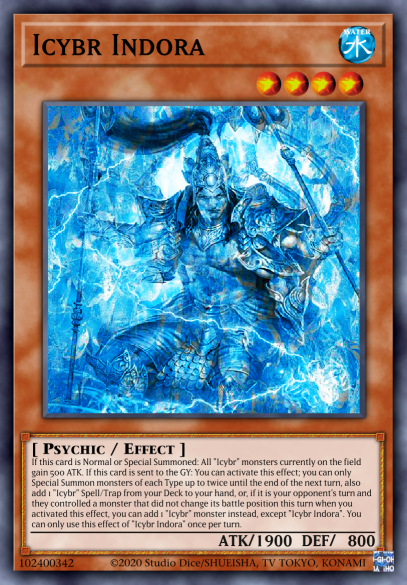 Icybr Indora
WATER
水
[ Psychic / Effect ]
If this card is Normal or Special Summoned: All "Icybr" monsters currently on the field
gain 500 ATK. If this card is sent to the GY: You can activate this effect; you can only
Special Summon monsters of each Type up to twice until the end of the next turn, also
add 1 "Icybr" Spell/Trap from your Deck to your hand, or, if it is your opponent's turn and
they controlled a monster that did not change its battle position this turn when you
activated this effect, you can add 1 "Icybr" monster instead, except "Icybr Indora". You
can only use this effect of "Icybr Indora" once per turn.
ATK/1900 DEF/ 800
102400342 ©2020 Studio Dice/SHUEISHA, TV TOKYO, KONAMI